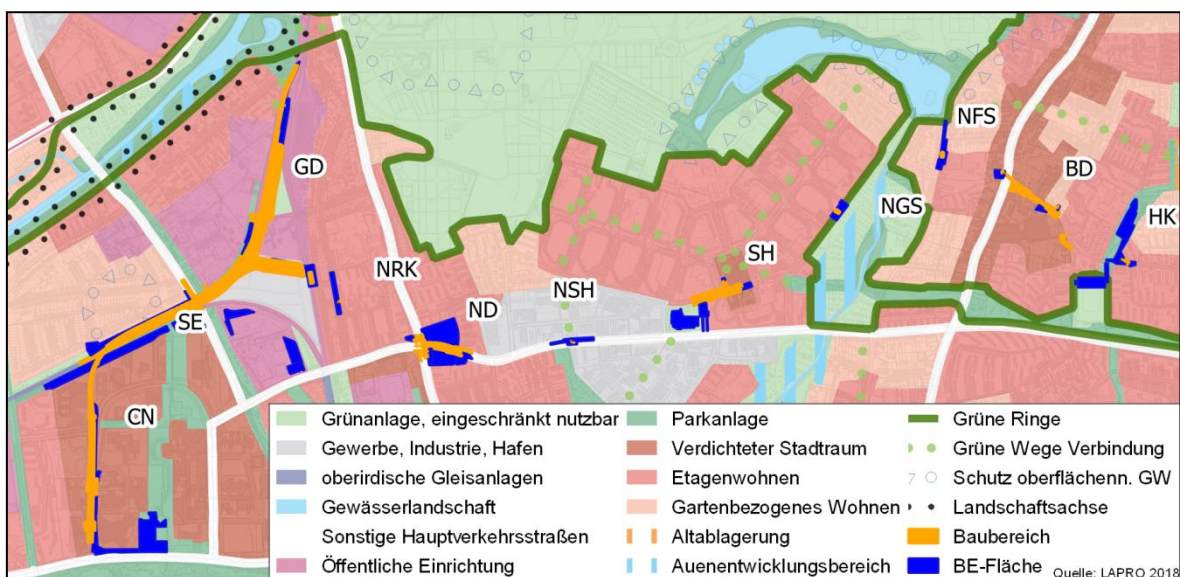 NFS
GD
BD
NGS
HK
NRK
SH
NSH
ND
SE
CN
Grünanlage, eingeschränkt nutzbar
Gewerbe, Industrie, Hafen
oberirdische Gleisanlagen
Gewässerlandschaft
Sonstige Hauptverkehrsstraßen
Öffentliche Einrichtung
Parkanlage
Verdichteter Stadtraum
Etagenwohnen
Gartenbezogenes Wohnen
Altablagerung
Auenentwicklungsbereich
Grüne Ringe
Grüne Wege Verbindung
Schutz oberflächenn. GW
Landschaftsachse
Baubereich
BE-Fläche
Quelle: LAPRO 2018